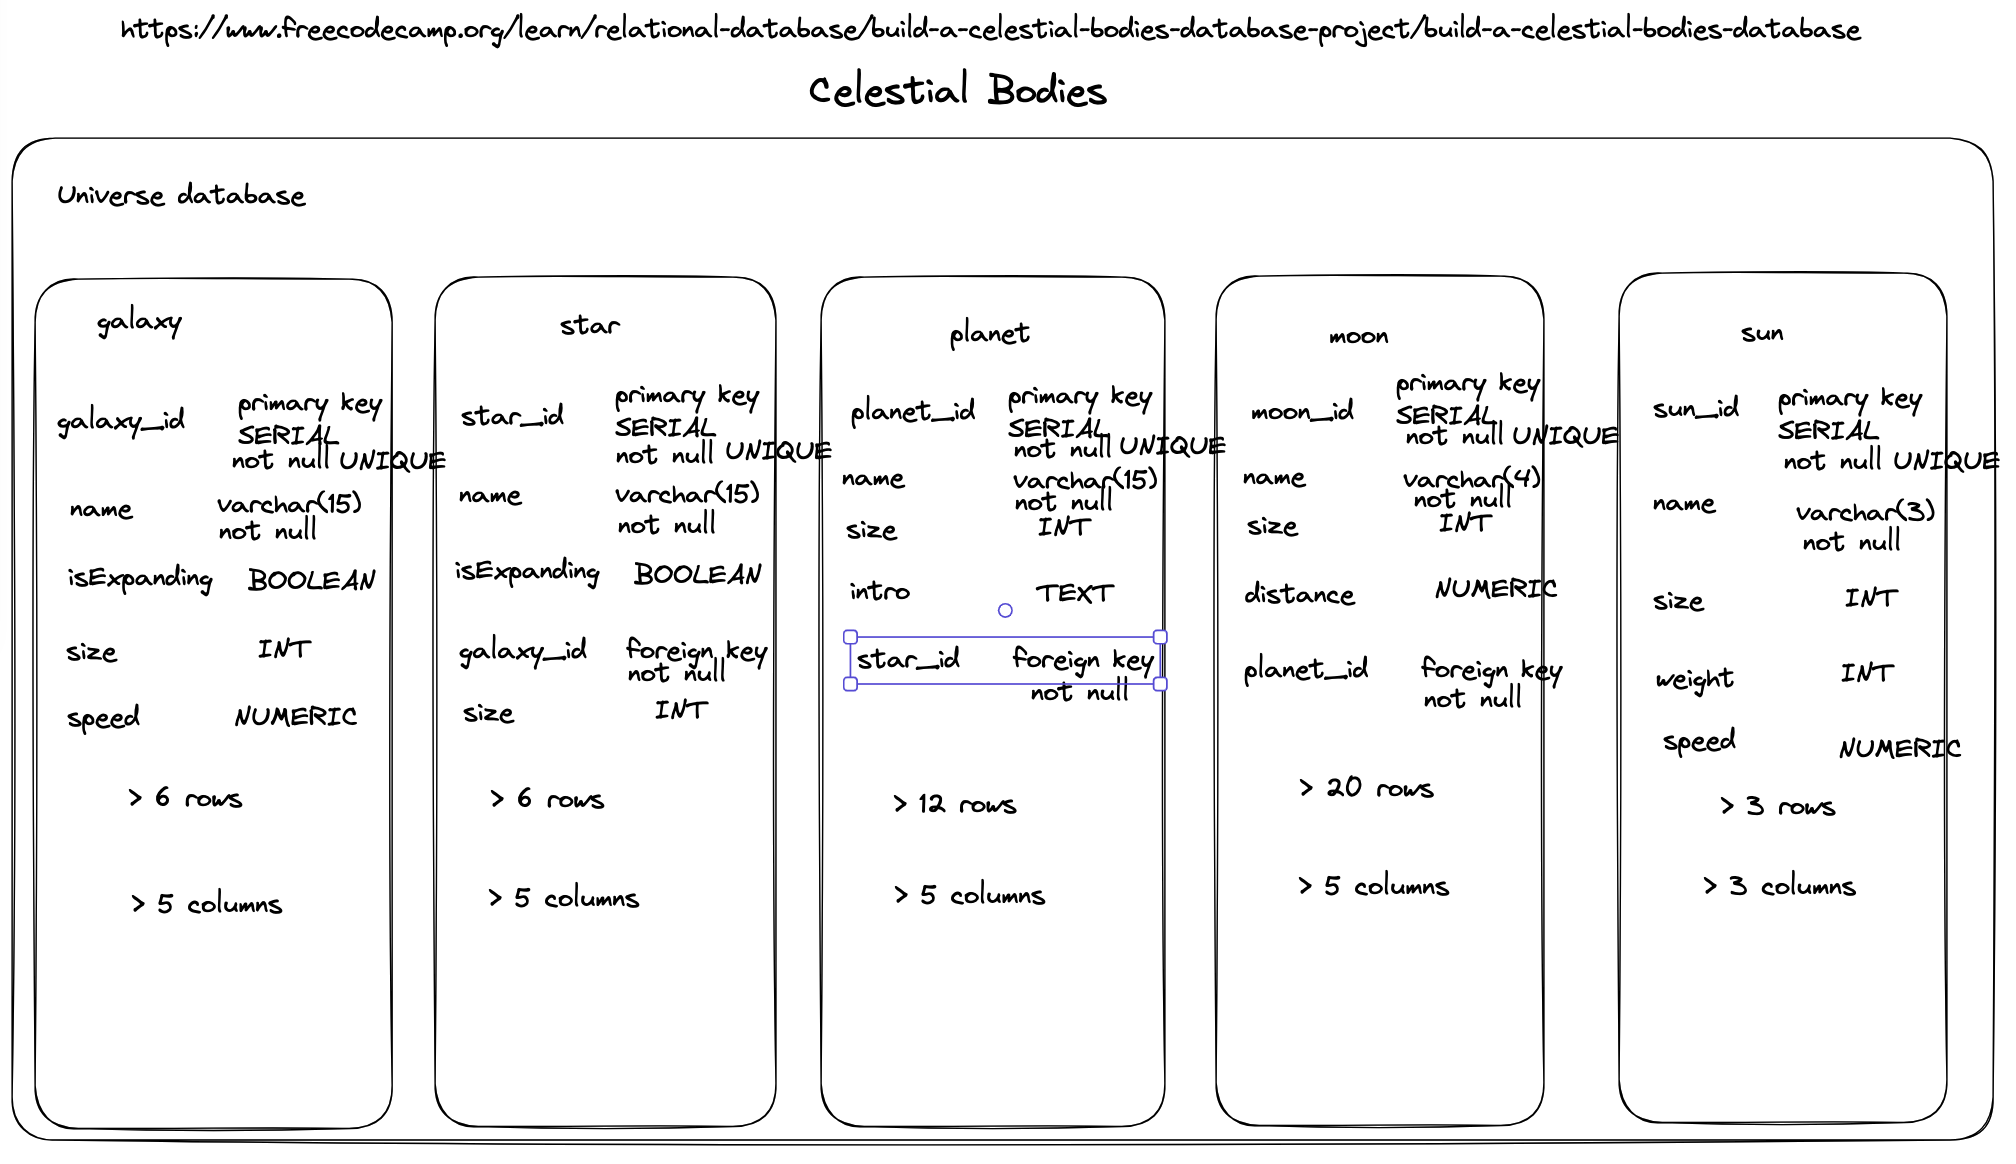 https://www.freecodecamp.org/learn/relational-database/build-a-celestial-bodies-database-project/build-a-celestial-bodies-database
Celestial Bodies
Universe database
galaxy
galaxy_id primary key
SERIAL
not null UNIQUE
name varchar(15)
not null
isExpanding BOOLEAN
size INT
speed NUMERIC
> 6 rows
> 5 columns
star
star_id primary key
SERIAL
not null UNIQUE
name varchar(15)
not null
isExpanding BOOLEAN
galaxy_id foreign key
not null
size INT
> 6 rows
> 5 columns
planet
planet_id primary key
SERIAL
not null UNIQUE
name varchar(15)
not null
size INT
intro TEXT
star_id foreign key
not null
> 12 rows
> 5 columns
moon
moon_id primary key
SERIAL
not null UNIQUE
name varchar(4)
not null
size INT
distance NUMERIC
planet_id foreign key
not null
> 20 rows
> 5 columns
sun
sun_id primary key
SERIAL
not null UNIQUE
name varchar(3)
not null
size INT
weight INT
speed NUMERIC
> 3 rows
> 3 columns